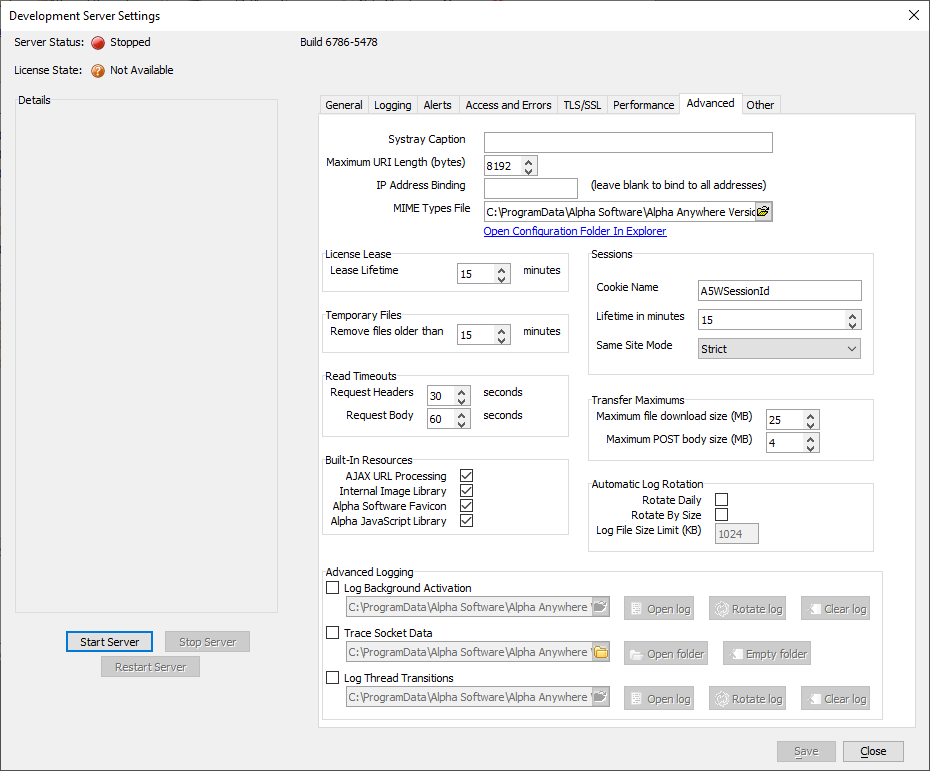 Development Server Settings
Server Status: Stopped
Build 6786-5478
License State: Not Available
Details
General Logging Alerts Access and Errors TLS/SSL Performance Advanced Other
Systray Caption
Maximum URI Length (bytes) 8192
IP Address Binding (leave blank to bind to all addresses)
MIME Types File C:\ProgramData\Alpha Software\Alpha Anywhere Versio
Open Configuration Folder In Explorer
License Lease
Lease Lifetime 15 minutes
Temporary Files
Remove files older than 15 minutes
Read Timeouts
Request Headers 30 seconds
Request Body 60 seconds
Built-In Resources
AJAX URL Processing
Internal Image Library
Alpha Software Favicon
Alpha JavaScript Library
Sessions
Cookie Name A5WSessionId
Lifetime in minutes 15
Same Site Mode Strict
Transfer Maximums
Maximum file download size (MB) 25
Maximum POST body size (MB) 4
Automatic Log Rotation
Rotate Daily
Rotate By Size
Log File Size Limit (KB) 1024
Advanced Logging
Log Background Activation
C:\ProgramData\Alpha Software\Alpha Anywhere Open log Rotate log Clear log
Trace Socket Data
C:\ProgramData\Alpha Software\Alpha Anywhere Open folder Empty folder
Log Thread Transitions
C:\ProgramData\Alpha Software\Alpha Anywhere Open log Rotate log Clear log
Start Server Stop Server
Restart Server
Save Close